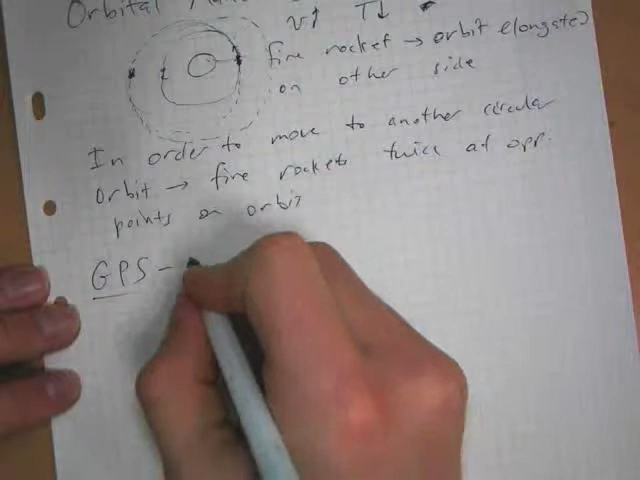 Orbital
v↑ T↓
fire rocket → orbit elongates
on other side
In order to move to another circular
orbit → fire rockets twice at opp.
points on orbit
GPS -